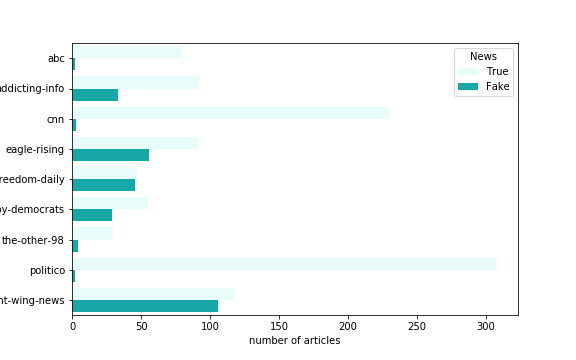 News
True
Fake
abc
addicting-info
cnn
eagle-rising
reedom-daily
by-democrats
the-other-98
politico
nt-wing-news
0 50 100 150 200 250 300
number of articles